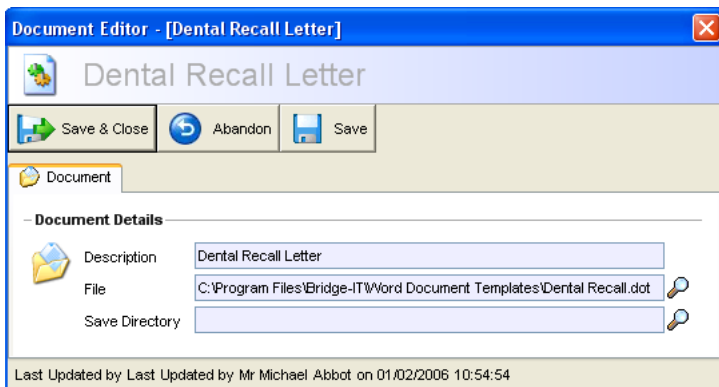 Document Editor - [Dental Recall Letter]
Dental Recall Letter
Save & Close Abandon Save
Document
Document Details
Description Dental Recall Letter
File C:\Program Files\Bridge-IT\Word Document Templates\Dental Recall.dot
Save Directory
Last Updated by Last Updated by Mr Michael Abbot on 01/02/2006 10:54:54